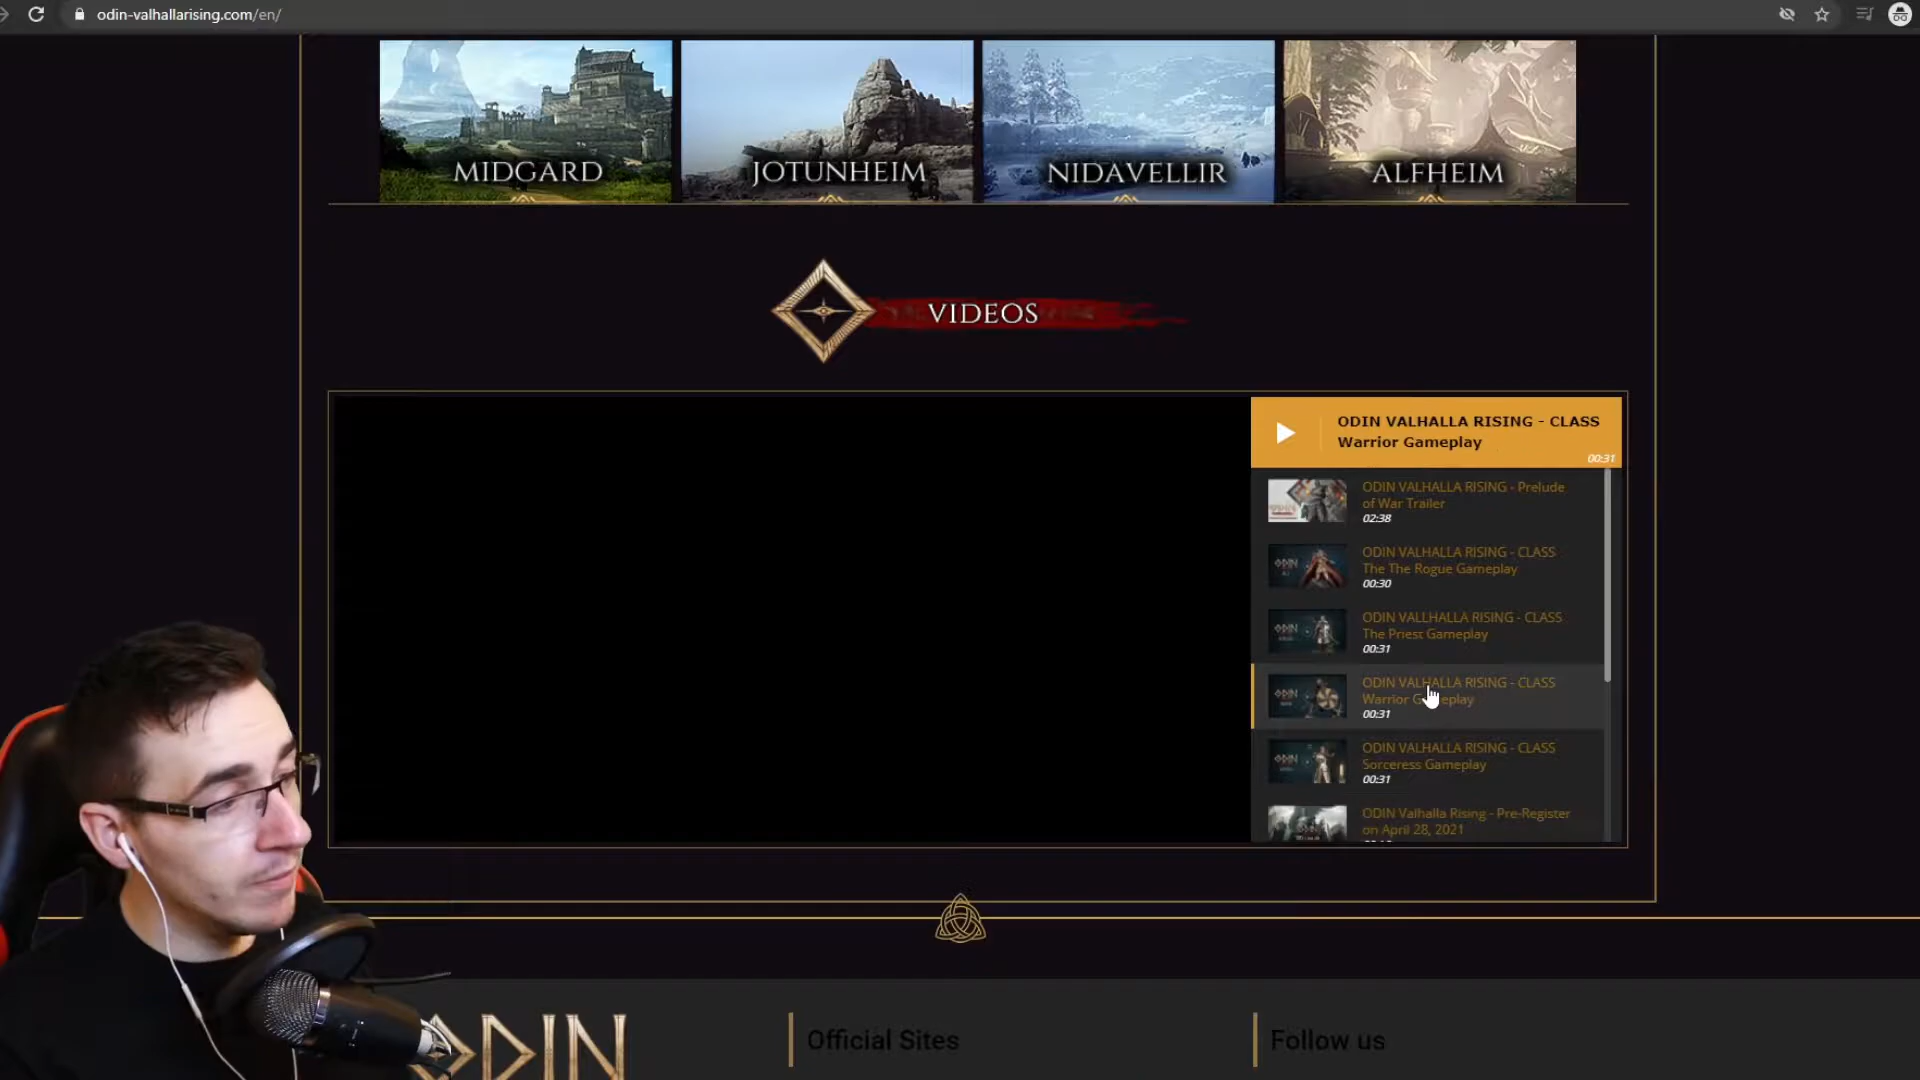 odin-valhallarising.com/en/
MIDGARD
JOTUNHEIM
NIDAVELLIR
ALFHEIM
VIDEOS
ODIN VALHALLA RISING - CLASS
Warrior Gameplay
00:31
ODIN VALHALLA RISING - Prelude
of War Trailer
02:38
ODIN VALHALLA RISING - CLASS
The The Rogue Gameplay
00:30
ODIN VALLHALLA RISING - CLASS
The Priest Gameplay
00:31
ODIN VALHALLA RISING - CLASS
Warrior Gameplay
00:31
ODIN VALHALLA RISING - CLASS
Sorceress Gameplay
00:31
ODIN Valhalla Rising - Pre-Register
on April 28, 2021
ODIN
Official Sites
Follow us